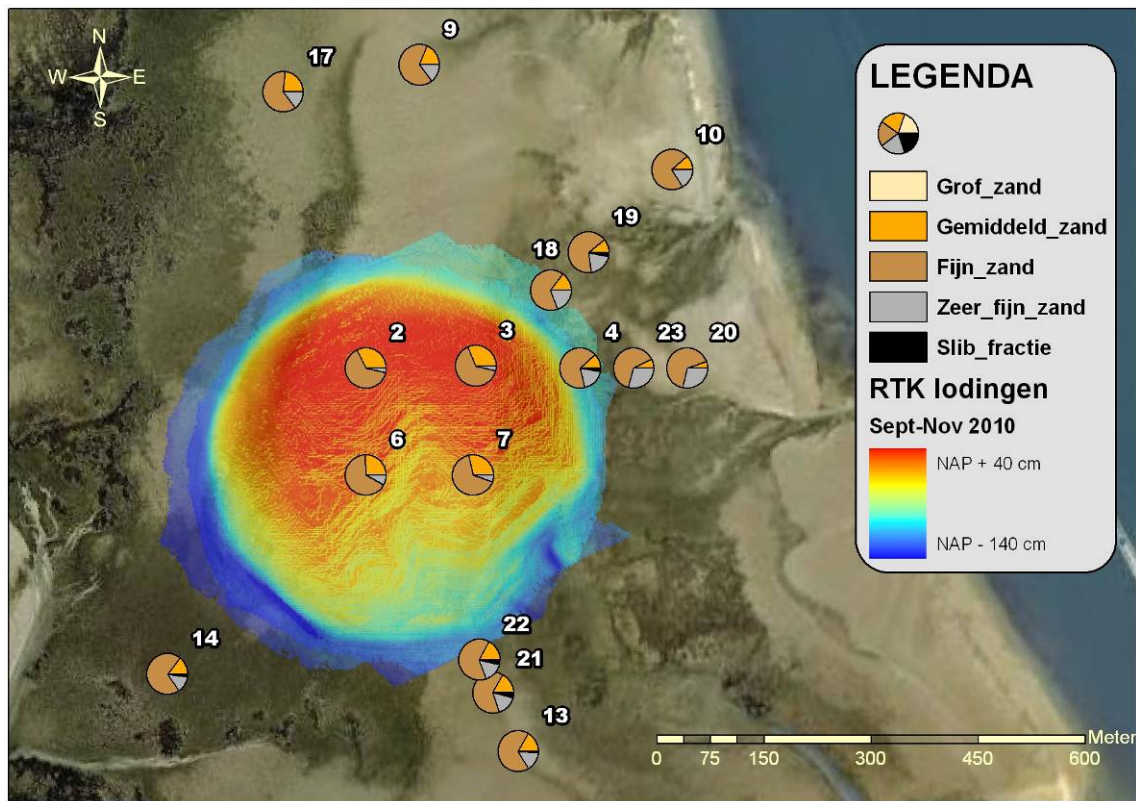 N
W E
S
17
9
10
19
18
2
3
4
23
20
6
7
14
22
21
13
LEGENDA
Grof_zand
Gemiddeld_zand
Fijn_zand
Zeer_fijn_zand
Slib_fractie
RTK lodingen
Sept-Nov 2010
NAP + 40 cm
NAP - 140 cm
Meter
0 75 150 300 450 600